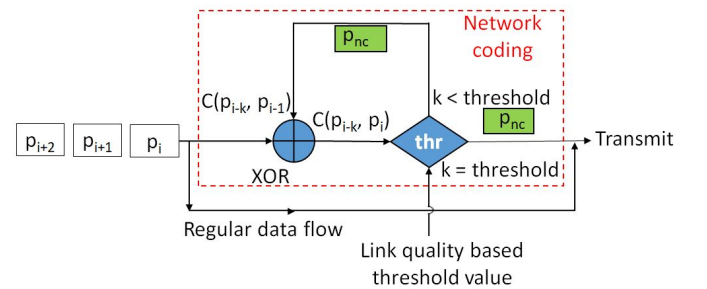 Network
coding
p_nc
k < threshold
C(p_i-k, p_i-1)
C(p_i-k, p_i)
p_nc
p_i+2
p_i+1
p_i
thr
Transmit
XOR
k = threshold
Regular data flow
Link quality based
threshold value